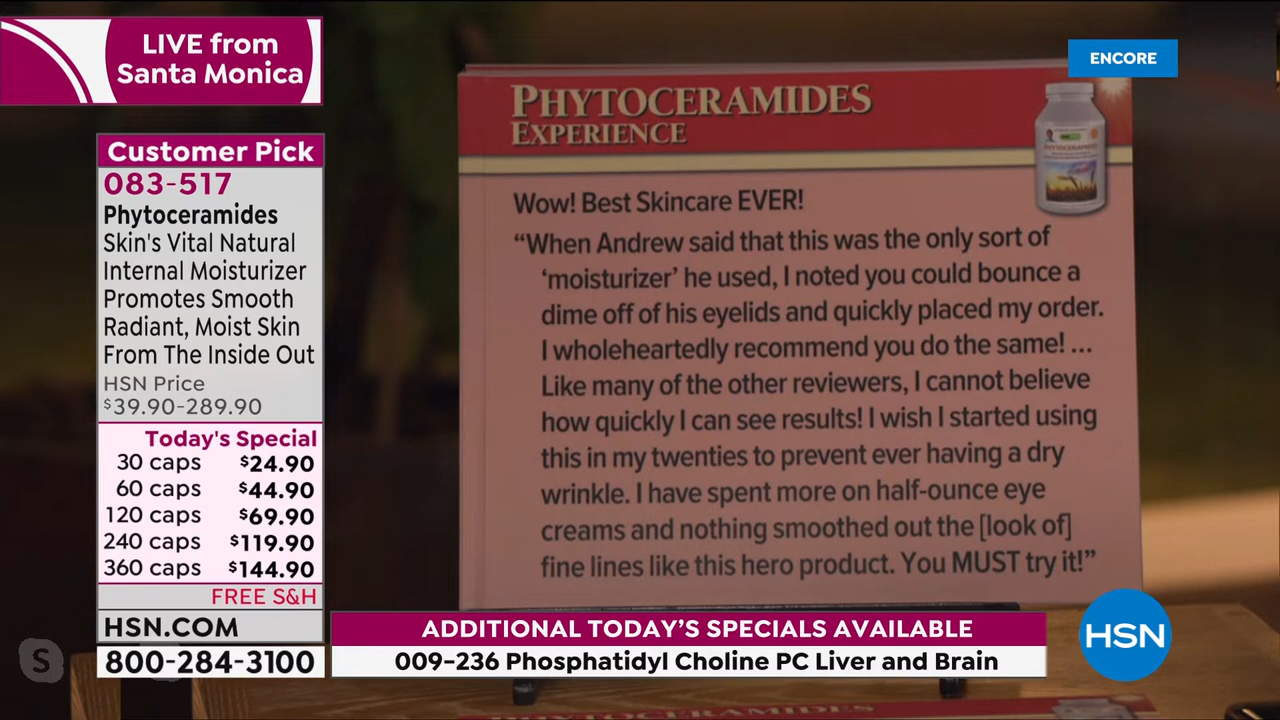 LIVE from
Santa Monica
ENCORE
Customer Pick
083-517
Phytoceramides
Skin's Vital Natural
Internal Moisturizer
Promotes Smooth
Radiant, Moist Skin
From The Inside Out
HSN Price
$39.90-289.90
Today's Special
30 caps $24.90
60 caps $44.90
120 caps $69.90
240 caps $119.90
360 caps $144.90
FREE S&H
HSN.COM
800-284-3100
PHYTOCERAMIDES
EXPERIENCE
Wow! Best Skincare EVER!
“When Andrew said that this was the only sort of
‘moisturizer’ he used, I noted you could bounce a
dime off of his eyelids and quickly placed my order.
I wholeheartedly recommend you do the same! ...
Like many of the other reviewers, I cannot believe
how quickly I can see results! I wish I started using
this in my twenties to prevent ever having a dry
wrinkle. I have spent more on half-ounce eye
creams and nothing smoothed out the [look of]
fine lines like this hero product. You MUST try it!”
ADDITIONAL TODAY’S SPECIALS AVAILABLE
009-236 Phosphatidyl Choline PC Liver and Brain
HSN
S
PHYTOCERAMIDES